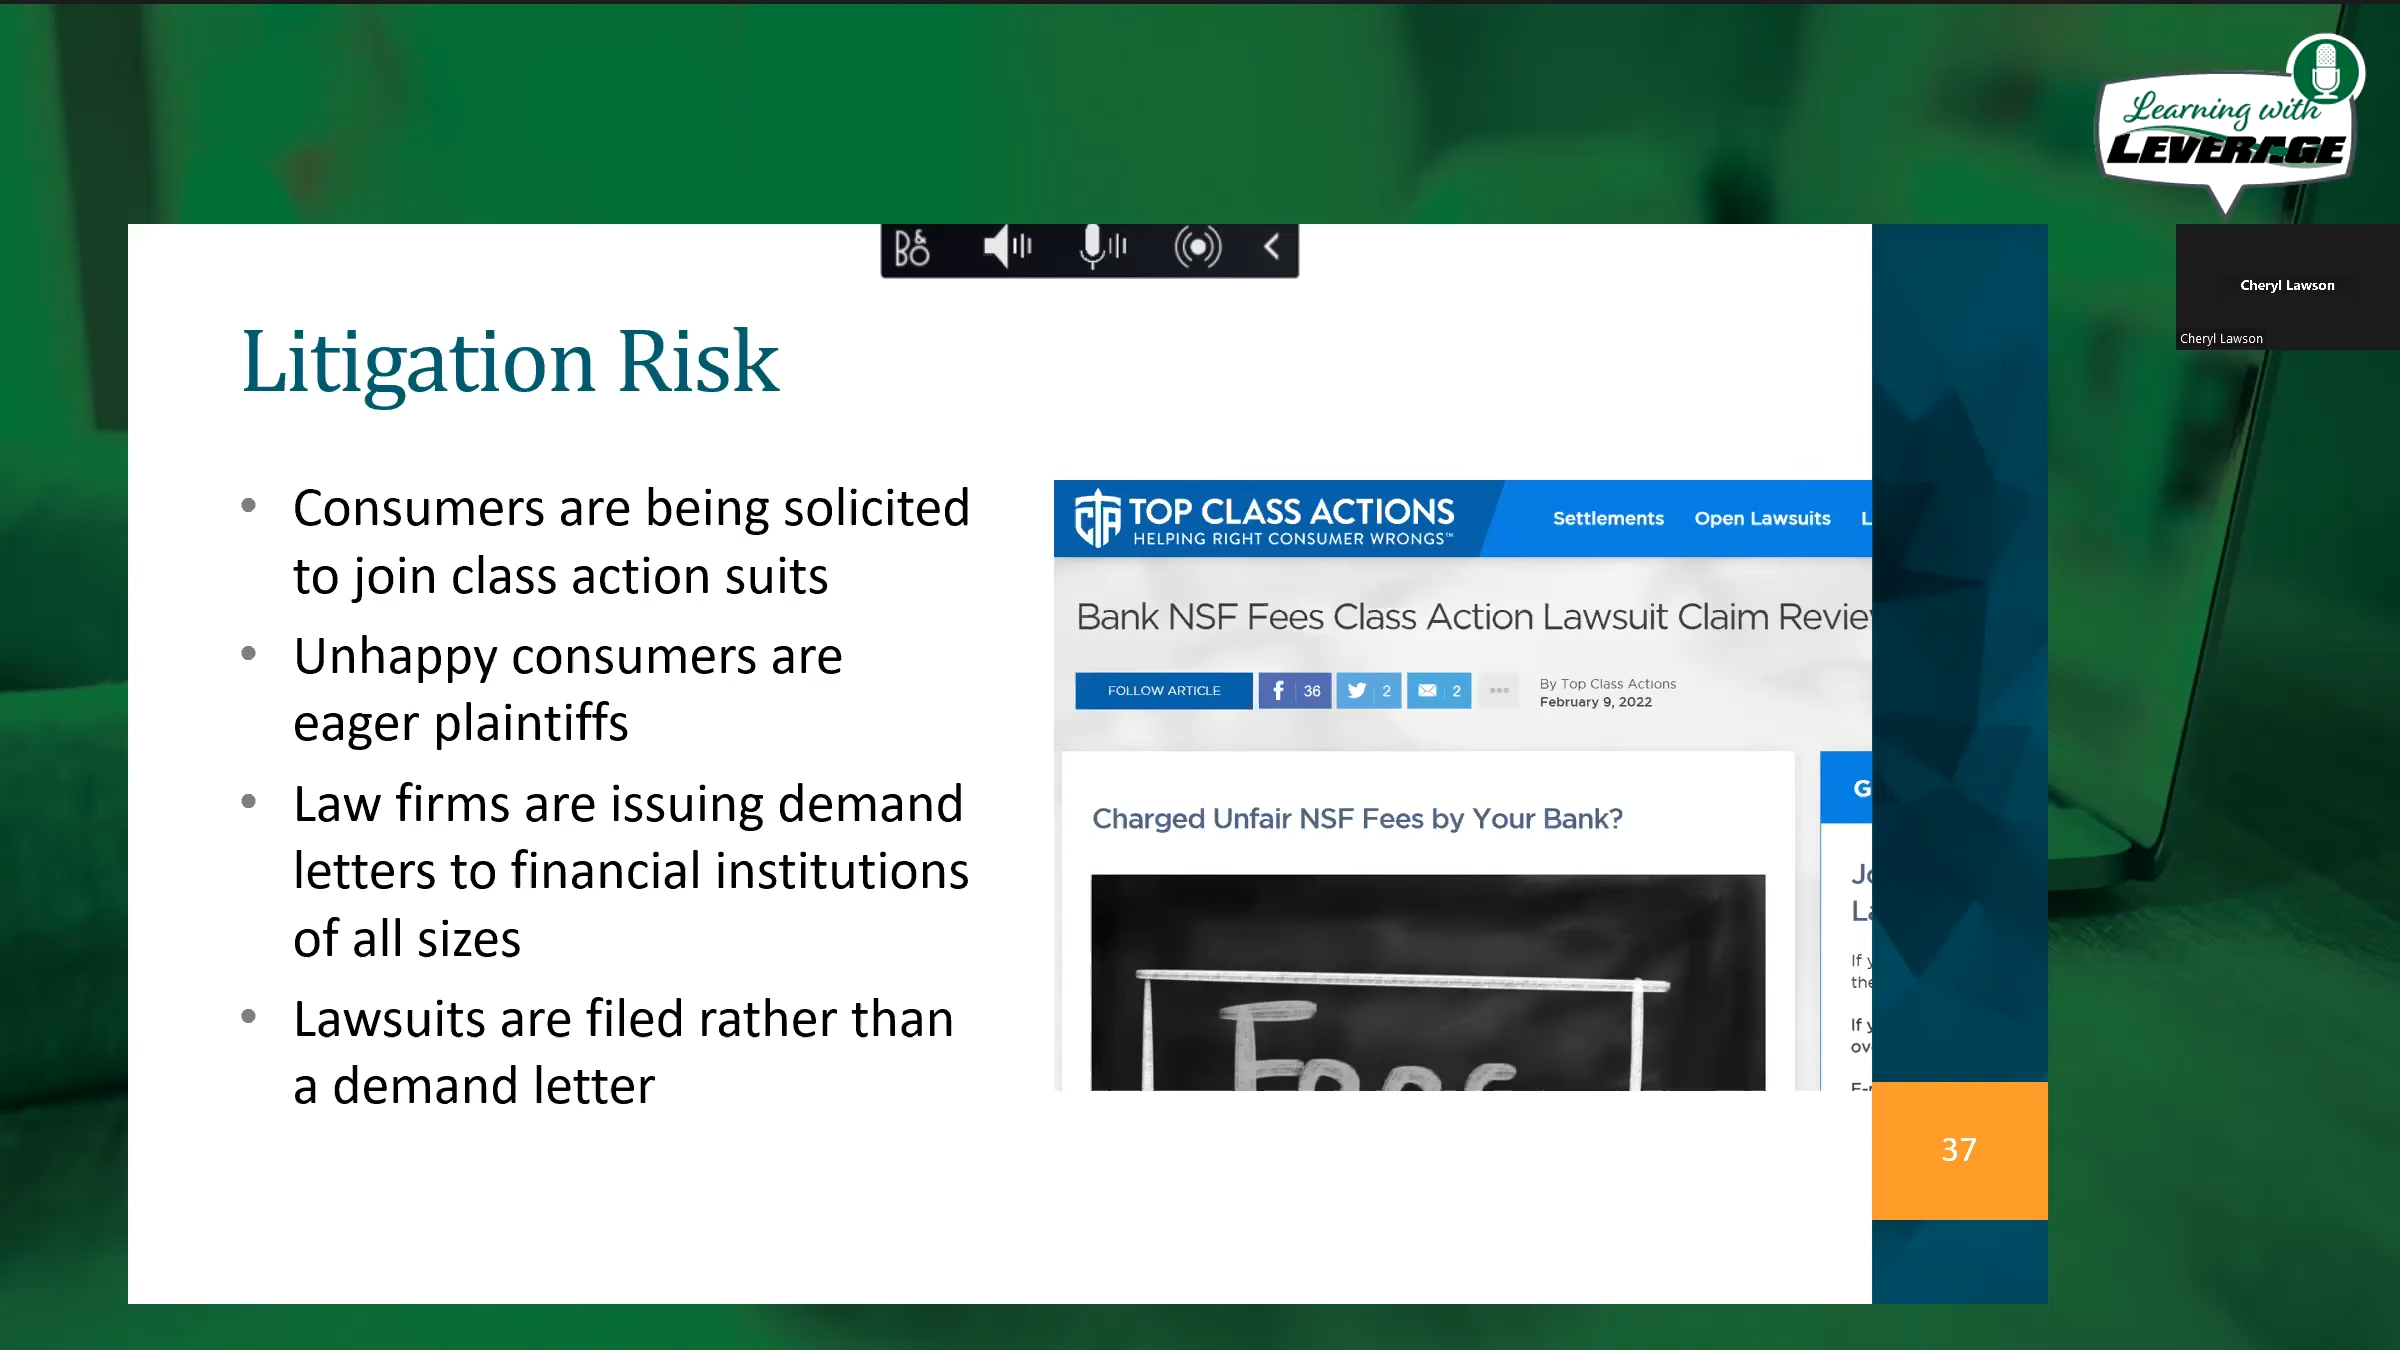 Learning with
LEVERAGE
B&O
Cheryl Lawson
Cheryl Lawson
Litigation Risk
• Consumers are being solicited
to join class action suits
• Unhappy consumers are
eager plaintiffs
• Law firms are issuing demand
letters to financial institutions
of all sizes
• Lawsuits are filed rather than
a demand letter
TOP CLASS ACTIONS
HELPING RIGHT CONSUMER WRONGS™
Settlements Open Lawsuits L
Bank NSF Fees Class Action Lawsuit Claim Revie
FOLLOW ARTICLE 36 2 2
By Top Class Actions
February 9, 2022
Charged Unfair NSF Fees by Your Bank?
G
If y
the
If y
ov
37